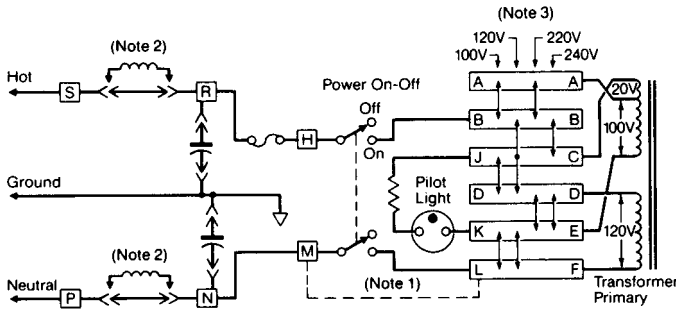 (Note 3)
120V 220V
100V 240V
(Note 2)
Hot
S
R
Power On-Off
Off
On
H
A A
B B
J C
D D
K E
L F
20V
100V
120V
Ground
Pilot
Light
(Note 2)
M
(Note 1)
Neutral
P
N
Transformer
Primary